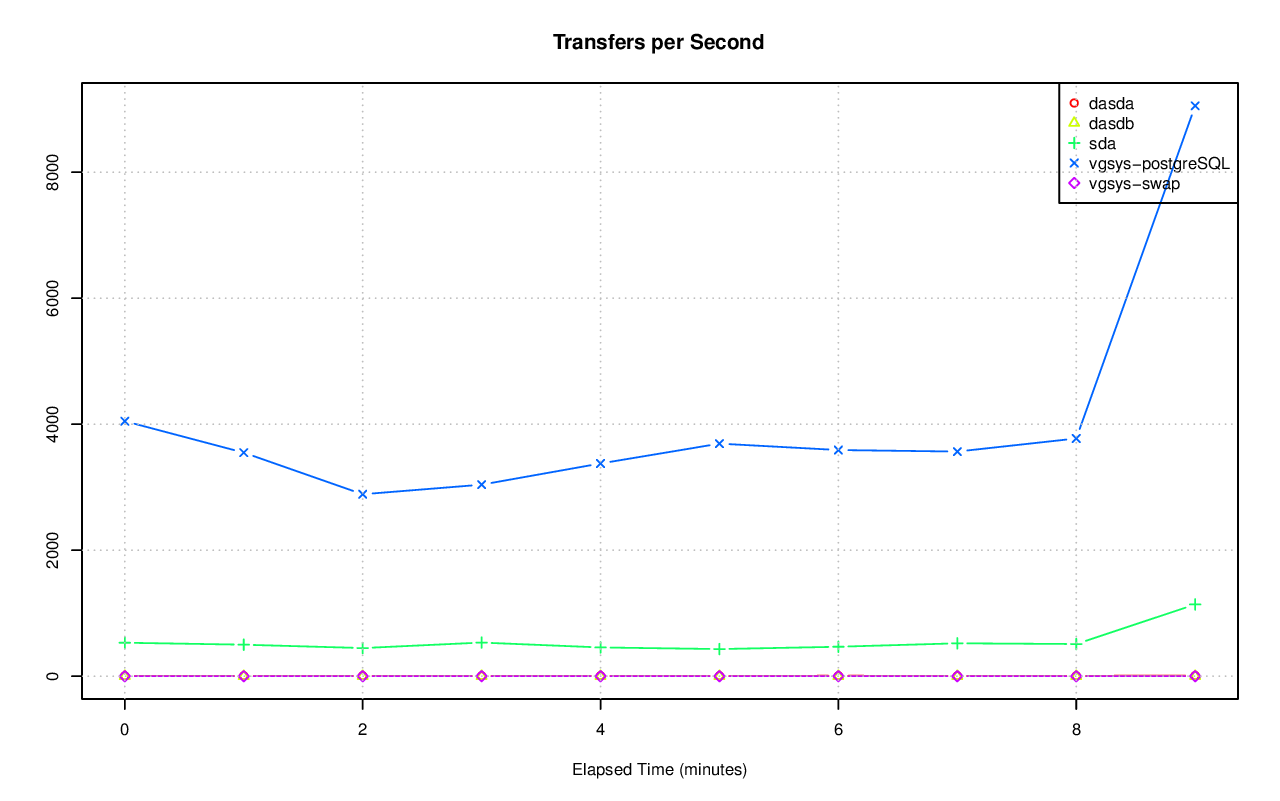 Transfers per Second
dasda
dasdb
sda
vgsys−postgreSQL
vgsys−swap
8000
6000
4000
2000
0
0 2 4 6 8
Elapsed Time (minutes)